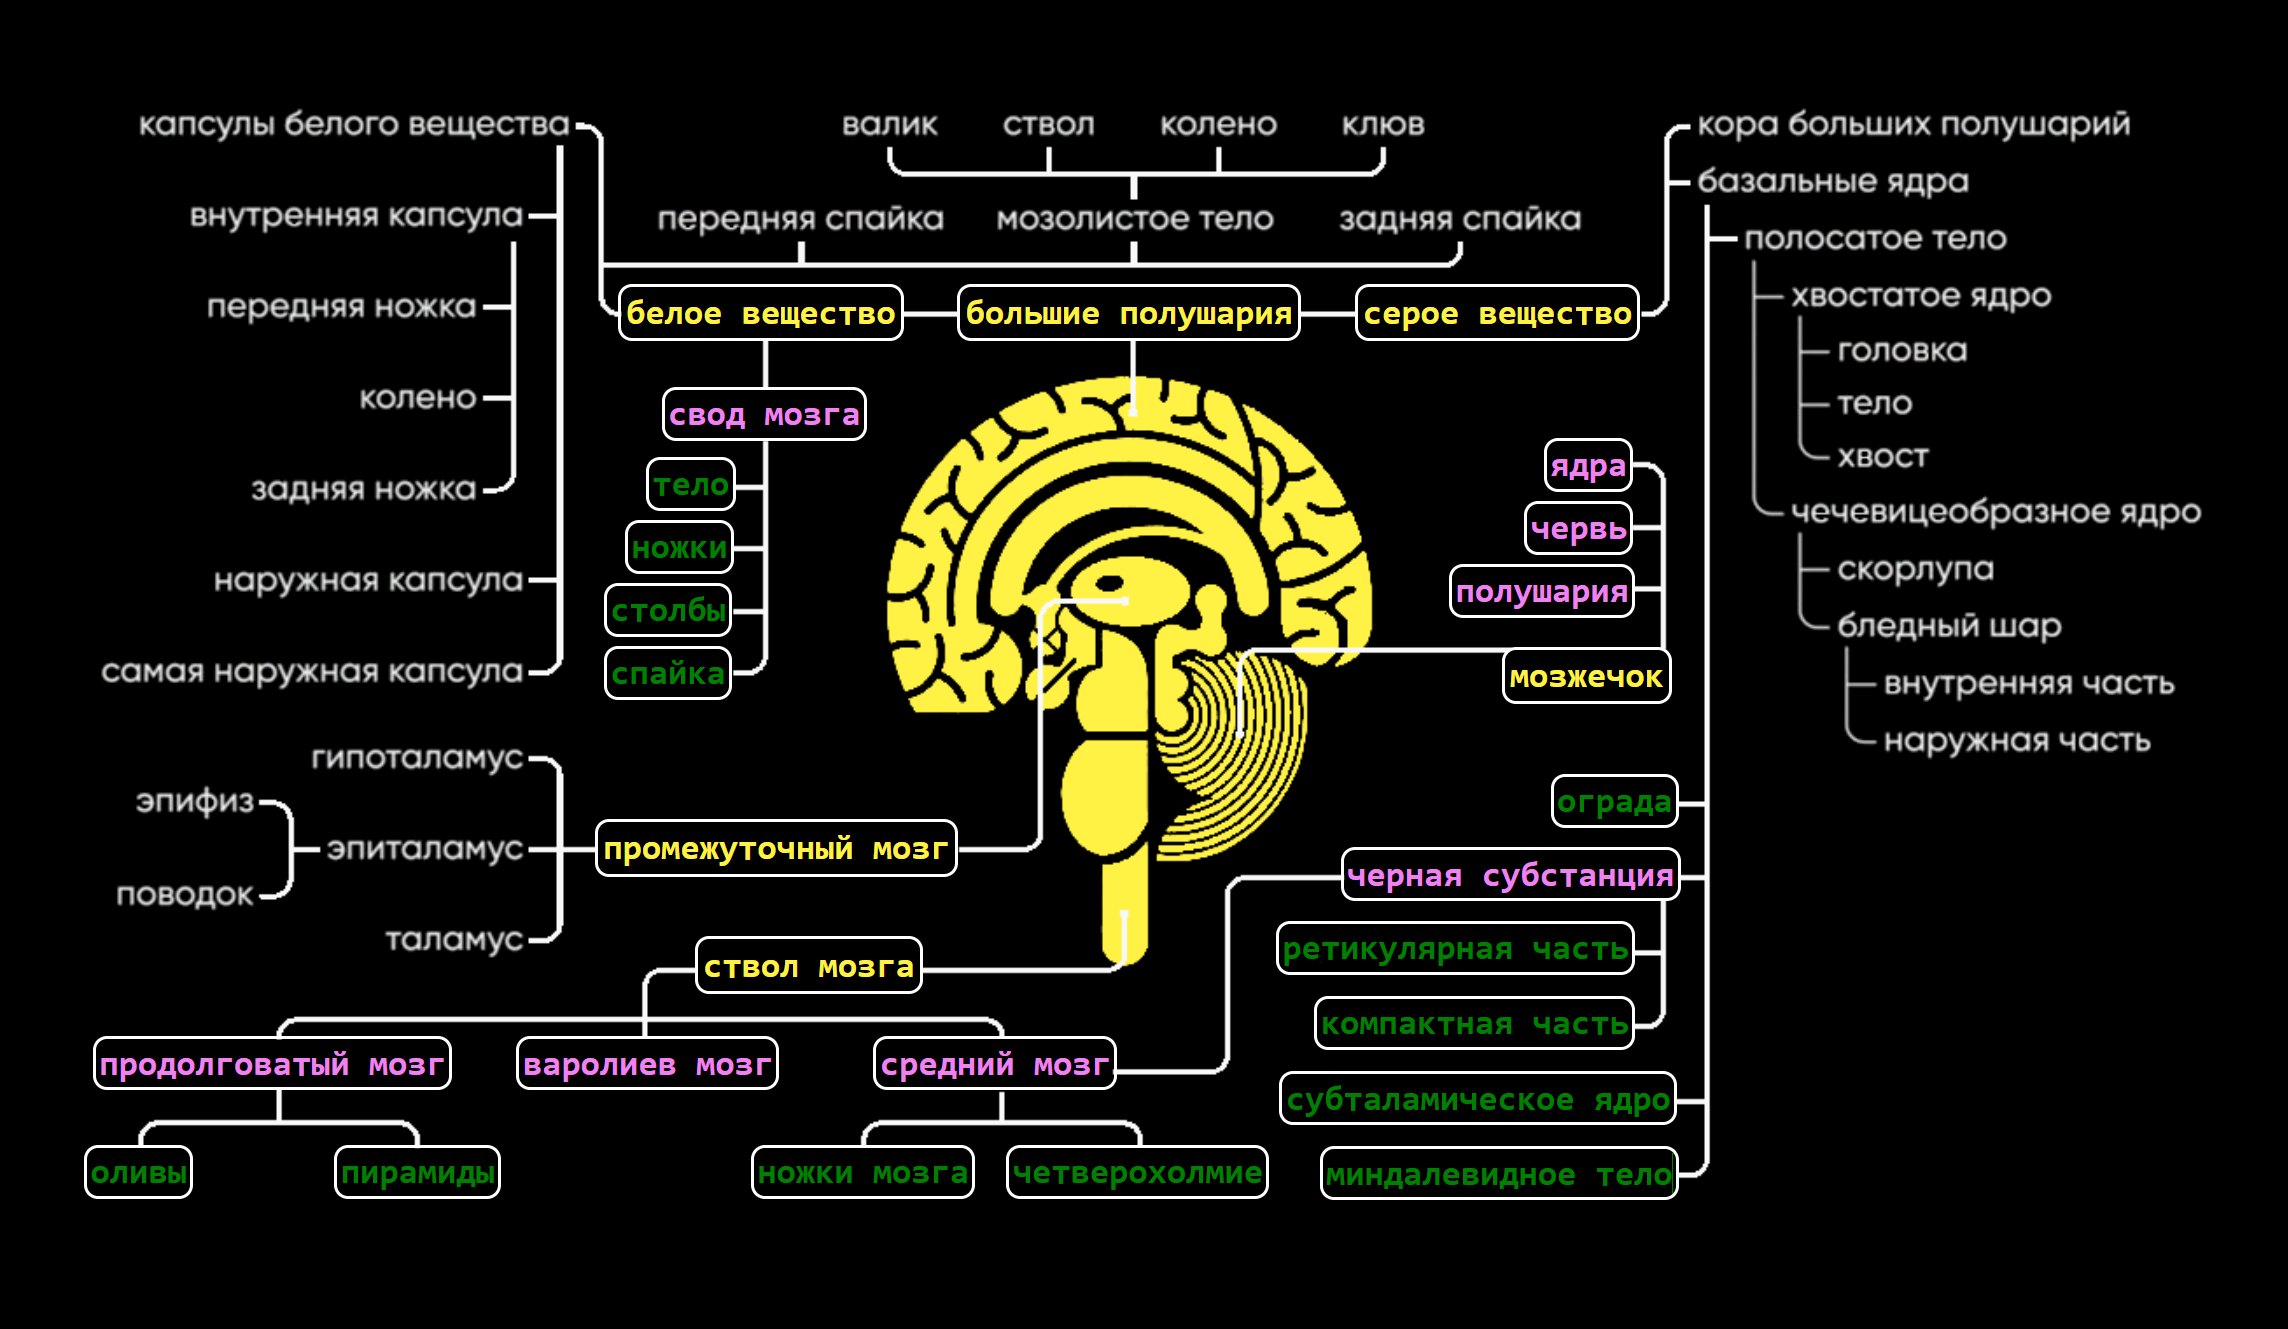 капсулы белого вещества
внутренняя капсула
передняя ножка
колено
задняя ножка
наружная капсула
самая наружная капсула
валик
ствол
колено
клюв
передняя спайка
мозолистое тело
задняя спайка
белое вещество
большие полушария
серое вещество
свод мозга
тело
ножки
столбы
спайка
кора больших полушарий
базальные ядра
полосатое тело
хвостатое ядро
головка
тело
хвост
чечевицеобразное ядро
скорлупа
бледный шар
внутренняя часть
наружная часть
ядра
червь
полушария
мозжечок
ограда
черная субстанция
ретикулярная часть
компактная часть
субталамическое ядро
миндалевидное тело
гипоталамус
эпифиз
эпиталамус
поводок
таламус
промежуточный мозг
ствол мозга
продолговатый мозг
варолиев мозг
средний мозг
оливы
пирамиды
ножки мозга
четверохолмие